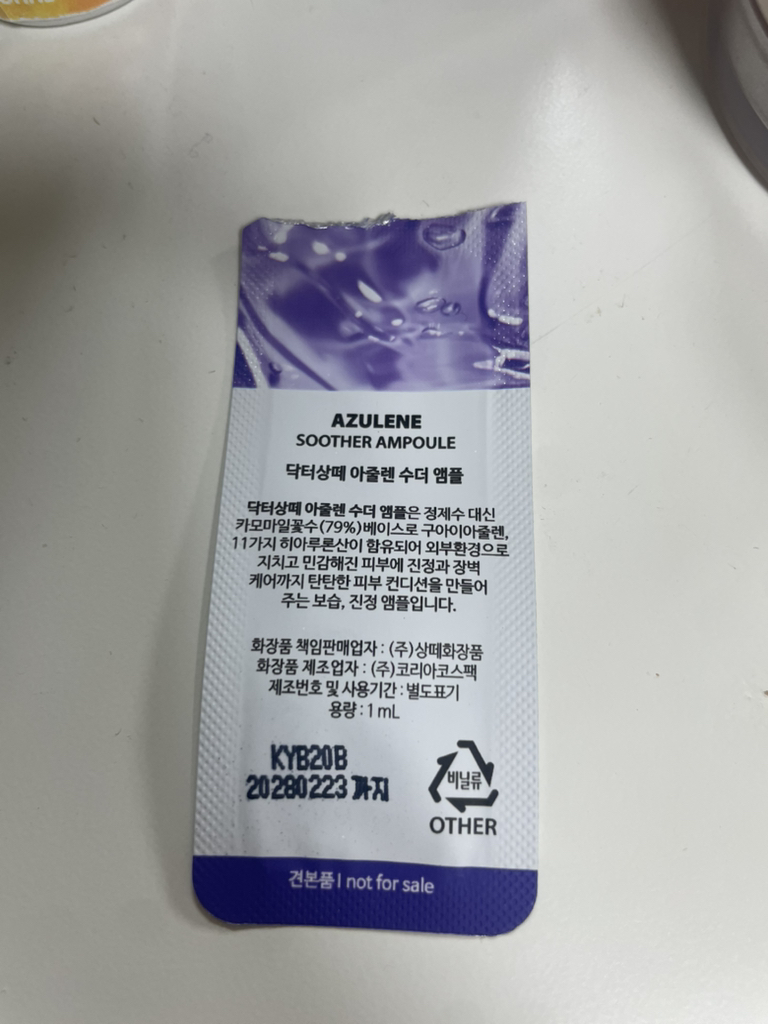 AZULENE
SOOTHER AMPOULE
닥터상떼 아줄렌 수더 앰플
닥터상떼 아줄렌 수더 앰플은 정제수 대신
카모마일꽃수(79%)베이스로 구아이아줄렌,
11가지 히아루론산이 함유되어 외부환경으로
지치고 민감해진 피부에 진정과 장벽
케어까지 탄탄한 피부 컨디션을 만들어
주는 보습, 진정 앰플입니다.
화장품 책임판매업자 : (주)상떼화장품
화장품 제조업자 : (주)코리아코스팩
제조번호 및 사용기간 : 별도표기
용량 : 1 mL
KYB20B
20280223 까지
비닐류
OTHER
견본품 l not for sale